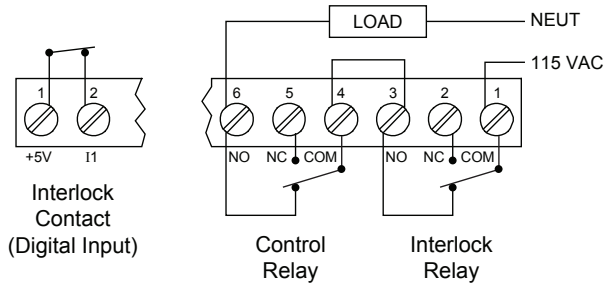 LOAD
NEUT
115 VAC
1 2
+5V I1
Interlock
Contact
(Digital Input)
6 5 4 3 2 1
NO NC COM NO NC COM
Control
Relay
Interlock
Relay